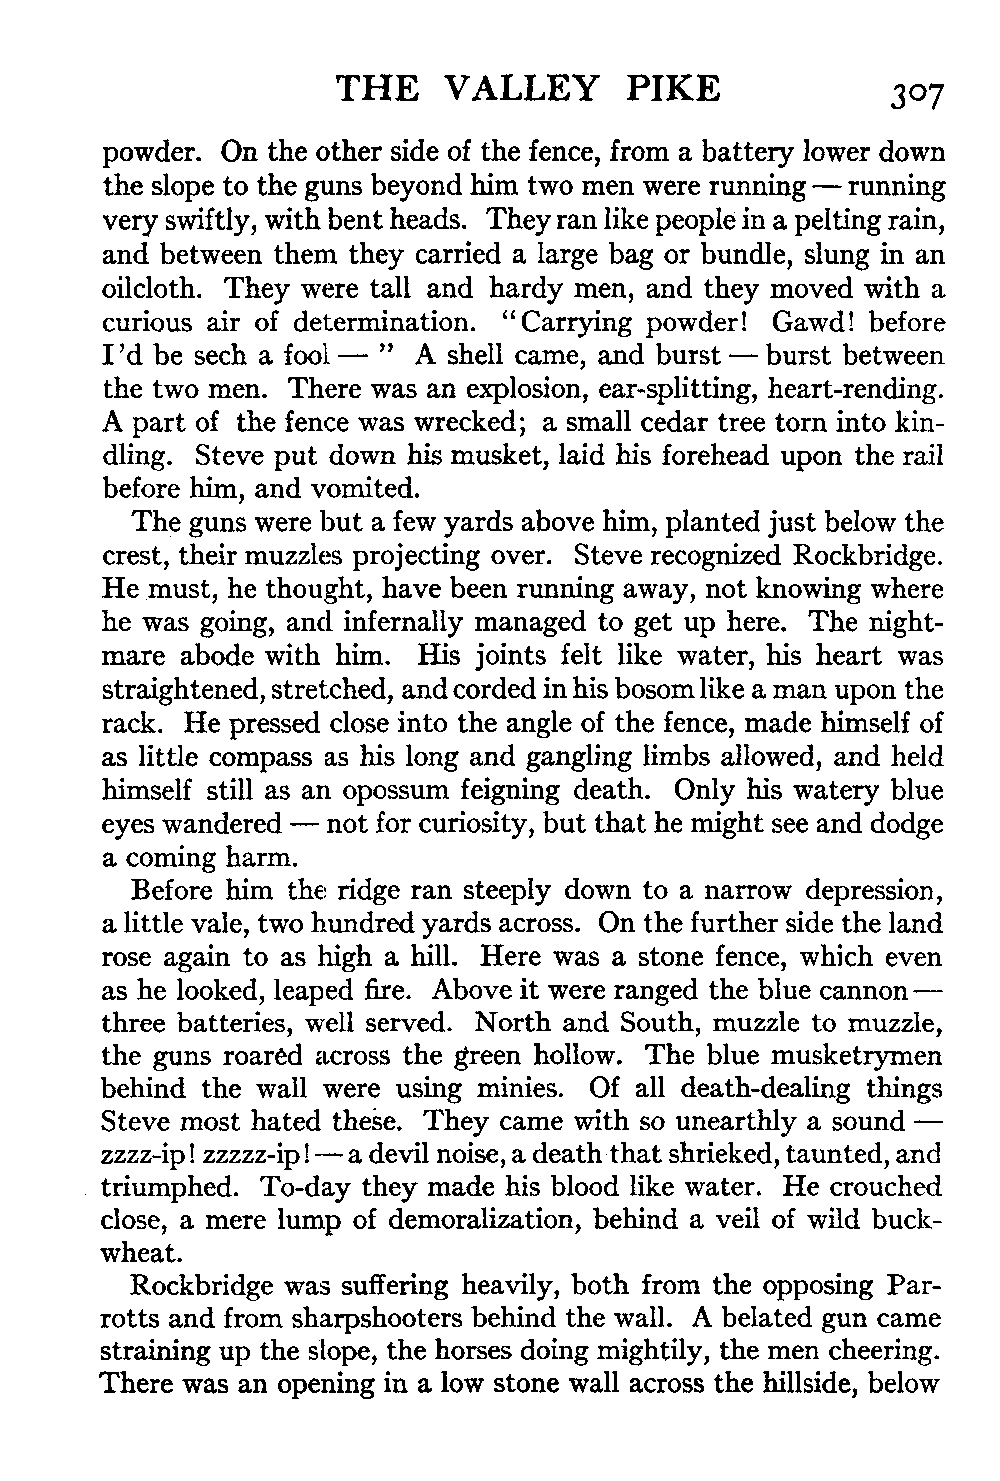 THE VALLEY PIKE 307
powder. On the other side of the fence, from a battery lower down
the slope to the guns beyond him two men were running — running
very swiftly, with bent heads. They ran like people in a pelting rain,
and between them they carried a large bag or bundle, slung in an
oilcloth. They were tall and hardy men, and they moved with a
curious air of determination. "Carrying powder! Gawd! before
I'd be sech a fool — " A shell came, and burst — burst between
the two men. There was an explosion, ear-splitting, heart-rending.
A part of the fence was wrecked; a small cedar tree torn into kin-
dling. Steve put down his musket, laid his forehead upon the rail
before him, and vomited.
The guns were but a few yards above him, planted just below the
crest, their muzzles projecting over. Steve recognized Rockbridge.
He must, he thought, have been running away, not knowing where
he was going, and infernally managed to get up here. The night-
mare abode with him. His joints felt like water, his heart was
straightened, stretched, and corded in his bosom like a man upon the
rack. He pressed close into the angle of the fence, made himself of
as little compass as his long and gangling limbs allowed, and held
himself still as an opossum feigning death. Only his watery blue
eyes wandered — not for curiosity, but that he might see and dodge
a coming harm.
Before him the ridge ran steeply down to a narrow depression,
a little vale, two hundred yards across. On the further side the land
rose again to as high a hill. Here was a stone fence, which even
as he looked, leaped fire. Above it were ranged the blue cannon —
three batteries, well served. North and South, muzzle to muzzle,
the guns roared across the green hollow. The blue musketrymen
behind the wall were using minies. Of all death-dealing things
Steve most hated these. They came with so unearthly a sound —
zzzz-ip! zzzzz-ip! — a devil noise, a death that shrieked, taunted, and
triumphed. To-day they made his blood like water. He crouched
close, a mere lump of demoralization, behind a veil of wild buck-
wheat.
Rockbridge was suffering heavily, both from the opposing Par-
rotts and from sharpshooters behind the wall. A belated gun came
straining up the slope, the horses doing mightily, the men cheering.
There was an opening in a low stone wall across the hillside, below